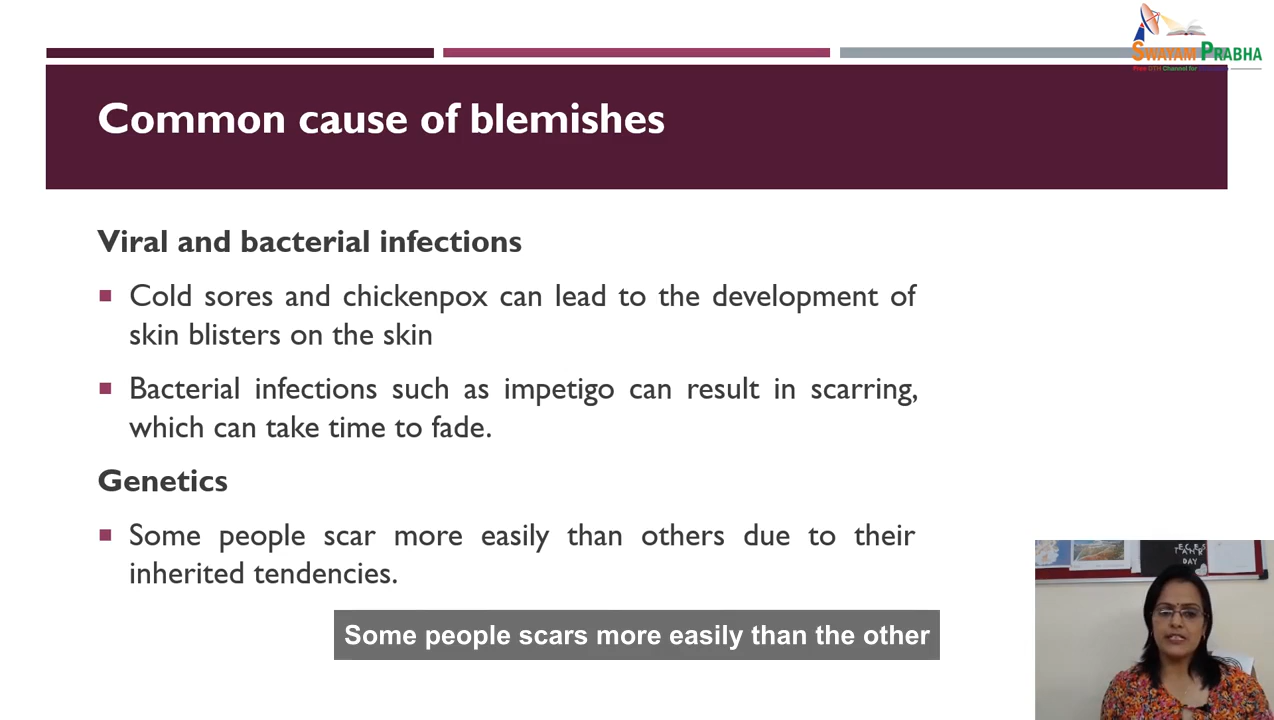 SWAYAM PRABHA
Common cause of blemishes
Viral and bacterial infections
Cold sores and chickenpox can lead to the development of
skin blisters on the skin
Bacterial infections such as impetigo can result in scarring,
which can take time to fade.
Genetics
Some people scar more easily than others due to their
inherited tendencies.
Some people scars more easily than the other
DAY